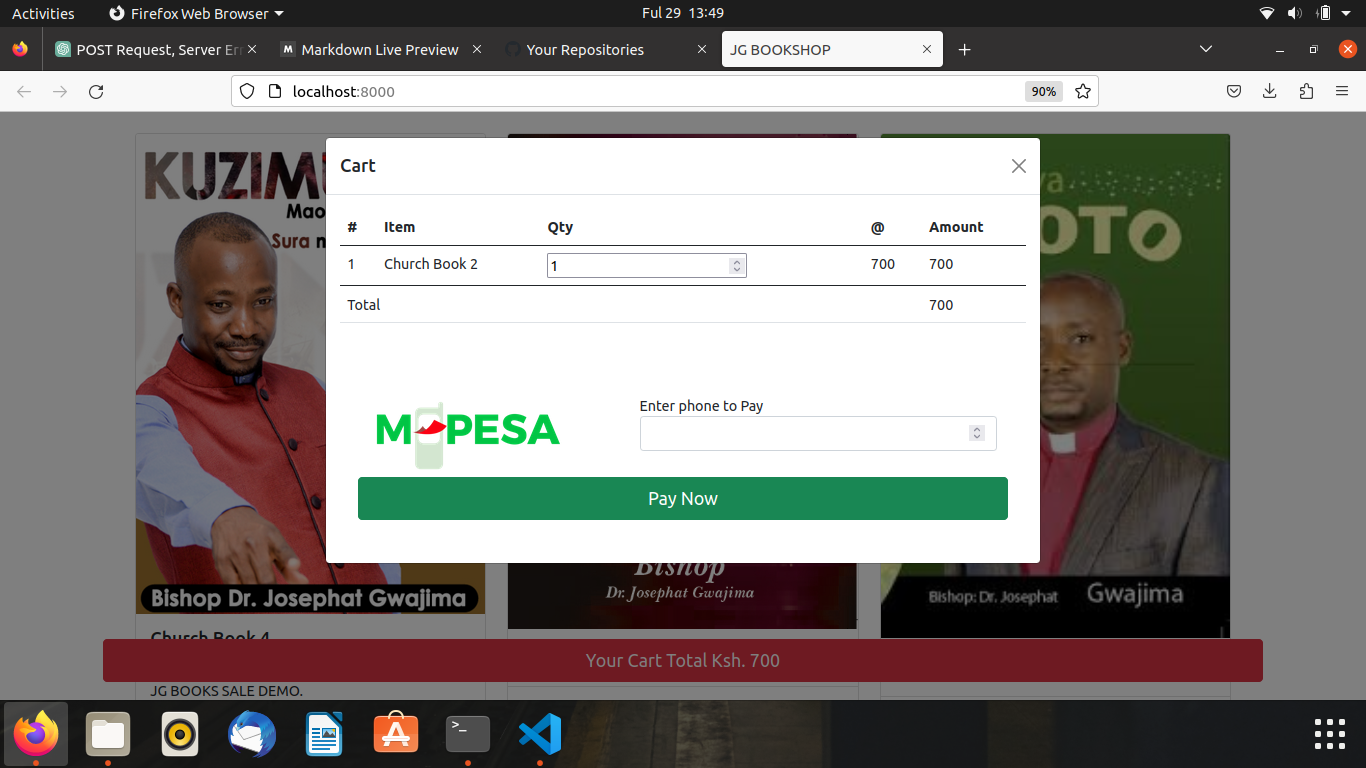 Activities
Firefox Web Browser
Ful 29 13:49
POST Request, Server Er
Markdown Live Preview
Your Repositories
JG BOOKSHOP
localhost:8000
90%
Cart
# Item Qty @ Amount
1 Church Book 2 1 700 700
Total 700
M PESA
Enter phone to Pay
Pay Now
Mao
Sura
OTO
Bishop Dr. Josephat Gwajima
Bishop
Dr. Josephat Gwajima
Bishop: Dr. Josephat Gwajima
Church Book 4
Your Cart Total Ksh. 700
JG BOOKS SALE DEMO.